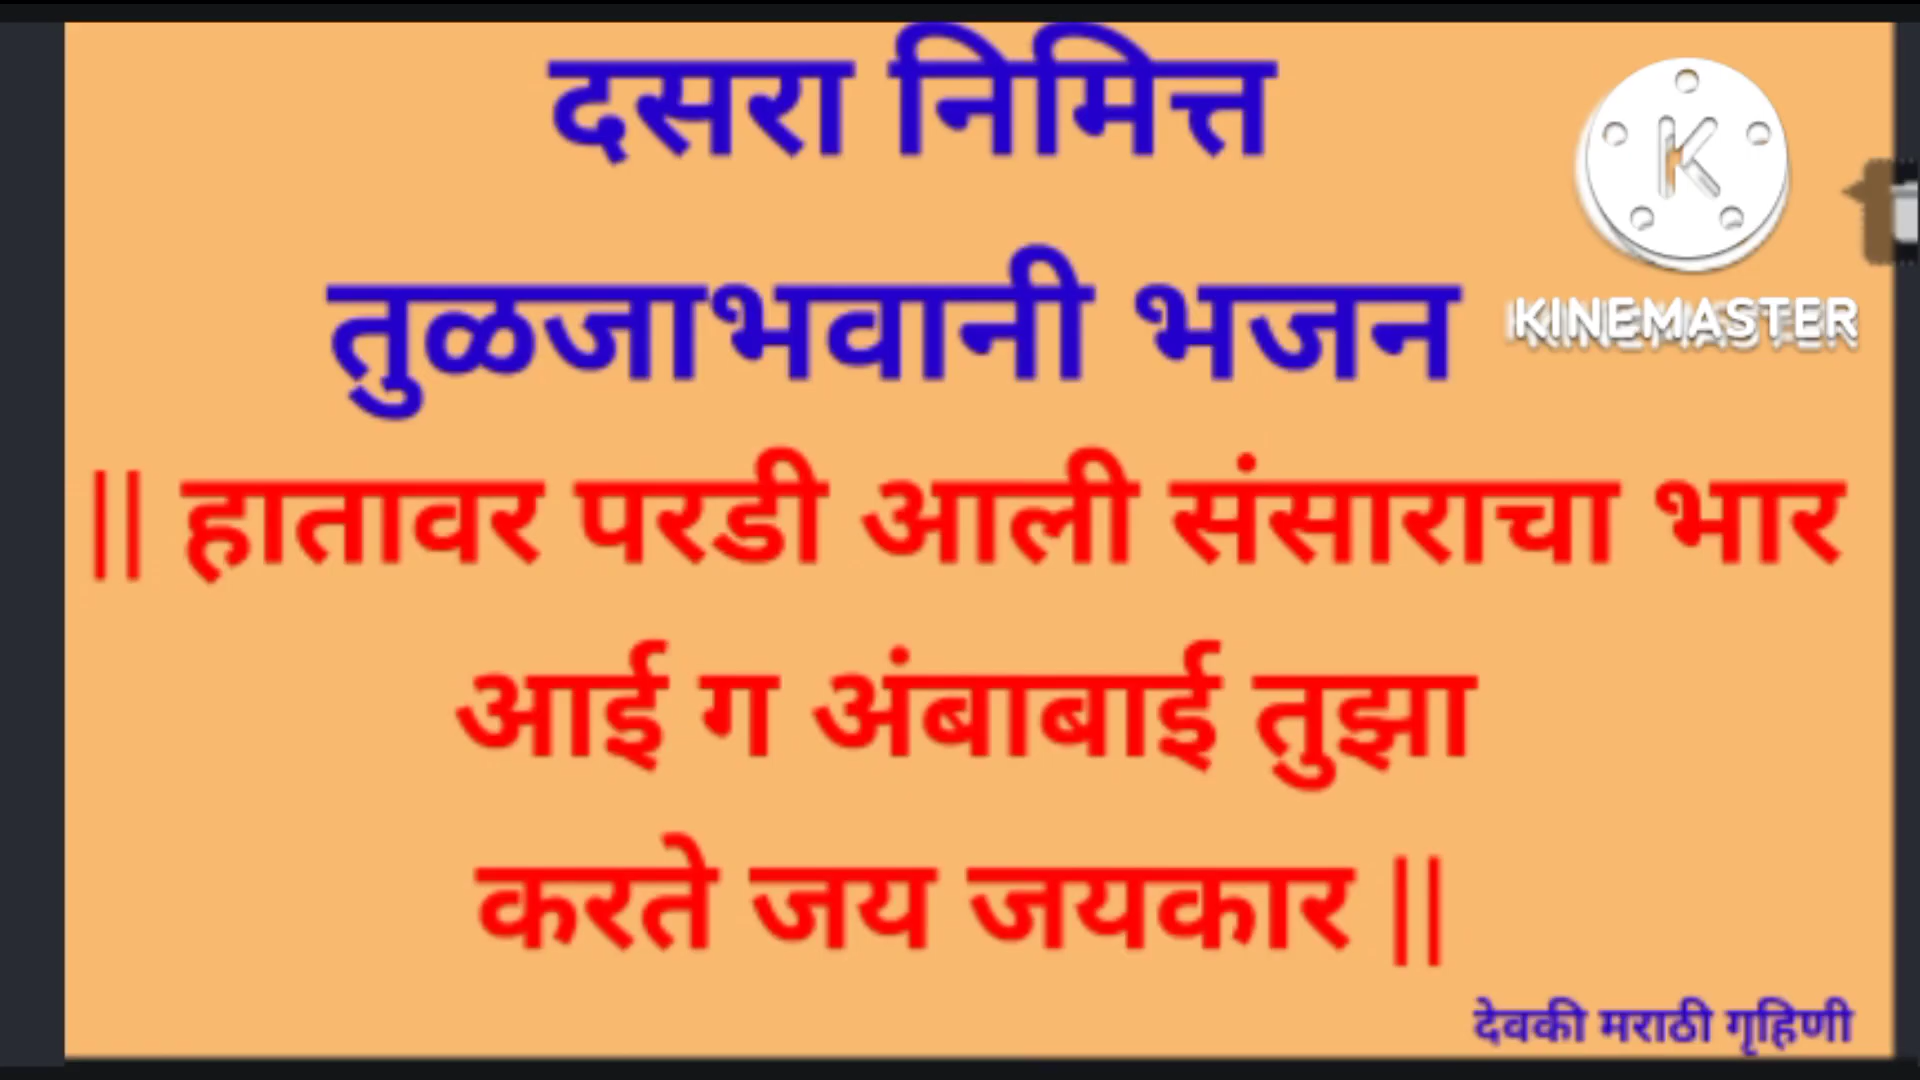 दसरा निमित्त
तुळजाभवानी भजन
KINEMASTER
|| हातावर परडी आली संसाराचा भार
आई ग अंबाबाई तुझा
करते जय जयकार ||
देवकी मराठी गृहिणी